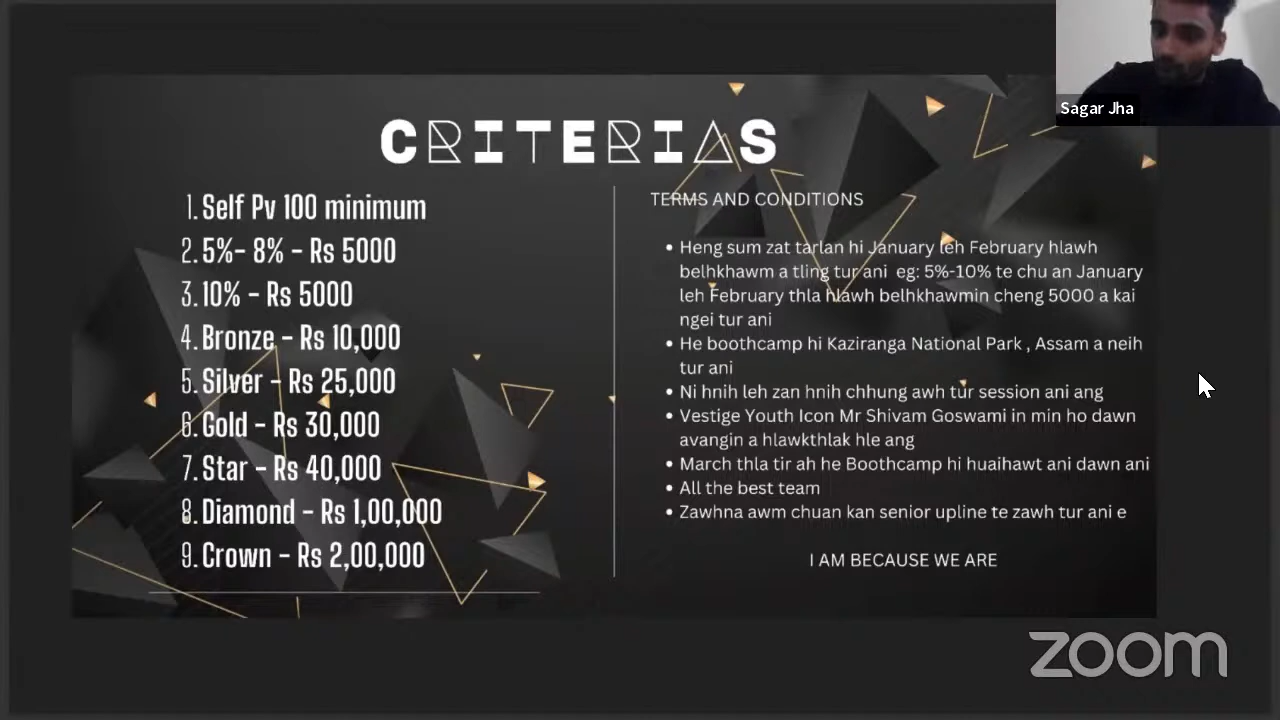 Sagar Jha
CRITERIAS
1. Self Pv 100 minimum
2. 5%- 8% - Rs 5000
3. 10% - Rs 5000
4. Bronze - Rs 10,000
5. Silver - Rs 25,000
6. Gold - Rs 30,000
7. Star - Rs 40,000
8. Diamond - Rs 1,00,000
9. Crown - Rs 2,00,000
TERMS AND CONDITIONS
• Heng sum zat tarlan hi January leh February hlawh
belhkhawm a tling tur ani eg: 5%-10% te chu an January
leh February thla hlawh belhkhawmin cheng 5000 a kai
ngei tur ani
• He boothcamp hi Kaziranga National Park , Assam a neih
tur ani
• Ni hnih leh zan hnih chhung awh tur session ani ang
• Vestige Youth Icon Mr Shivam Goswami in min ho dawn
avangin a hlawkthlak hle ang
• March thla tir ah he Boothcamp hi huaihawt ani dawn ani
• All the best team
• Zawhna awm chuan kan senior upline te zawh tur ani e
I AM BECAUSE WE ARE
zoom